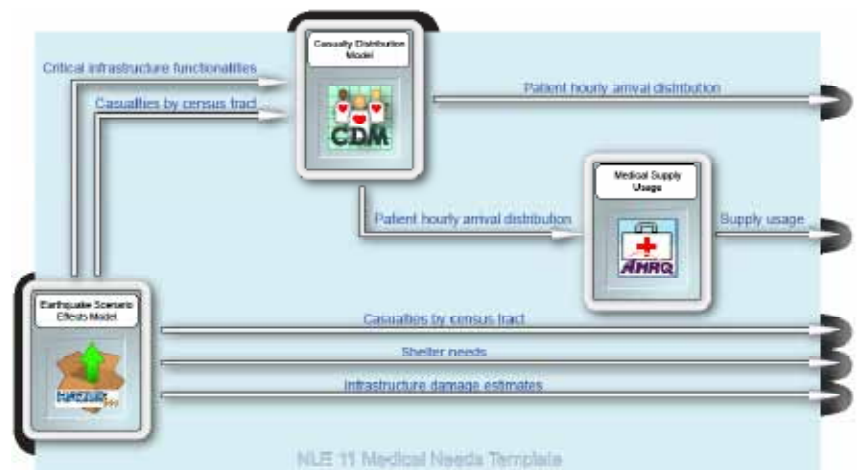 Casualty Distribution
Model
CDM
Critical infrastructure functionalities
Casualties by census tract
Patient hourly arrival distribution
Medical Supply
Usage
AHRQ
Patient hourly arrival distribution
Supply usage
Earthquake Scenario
Effects Model
Casualties by census tract
Shelter needs
Infrastructure damage estimates
NLE 11 Medical Needs Template